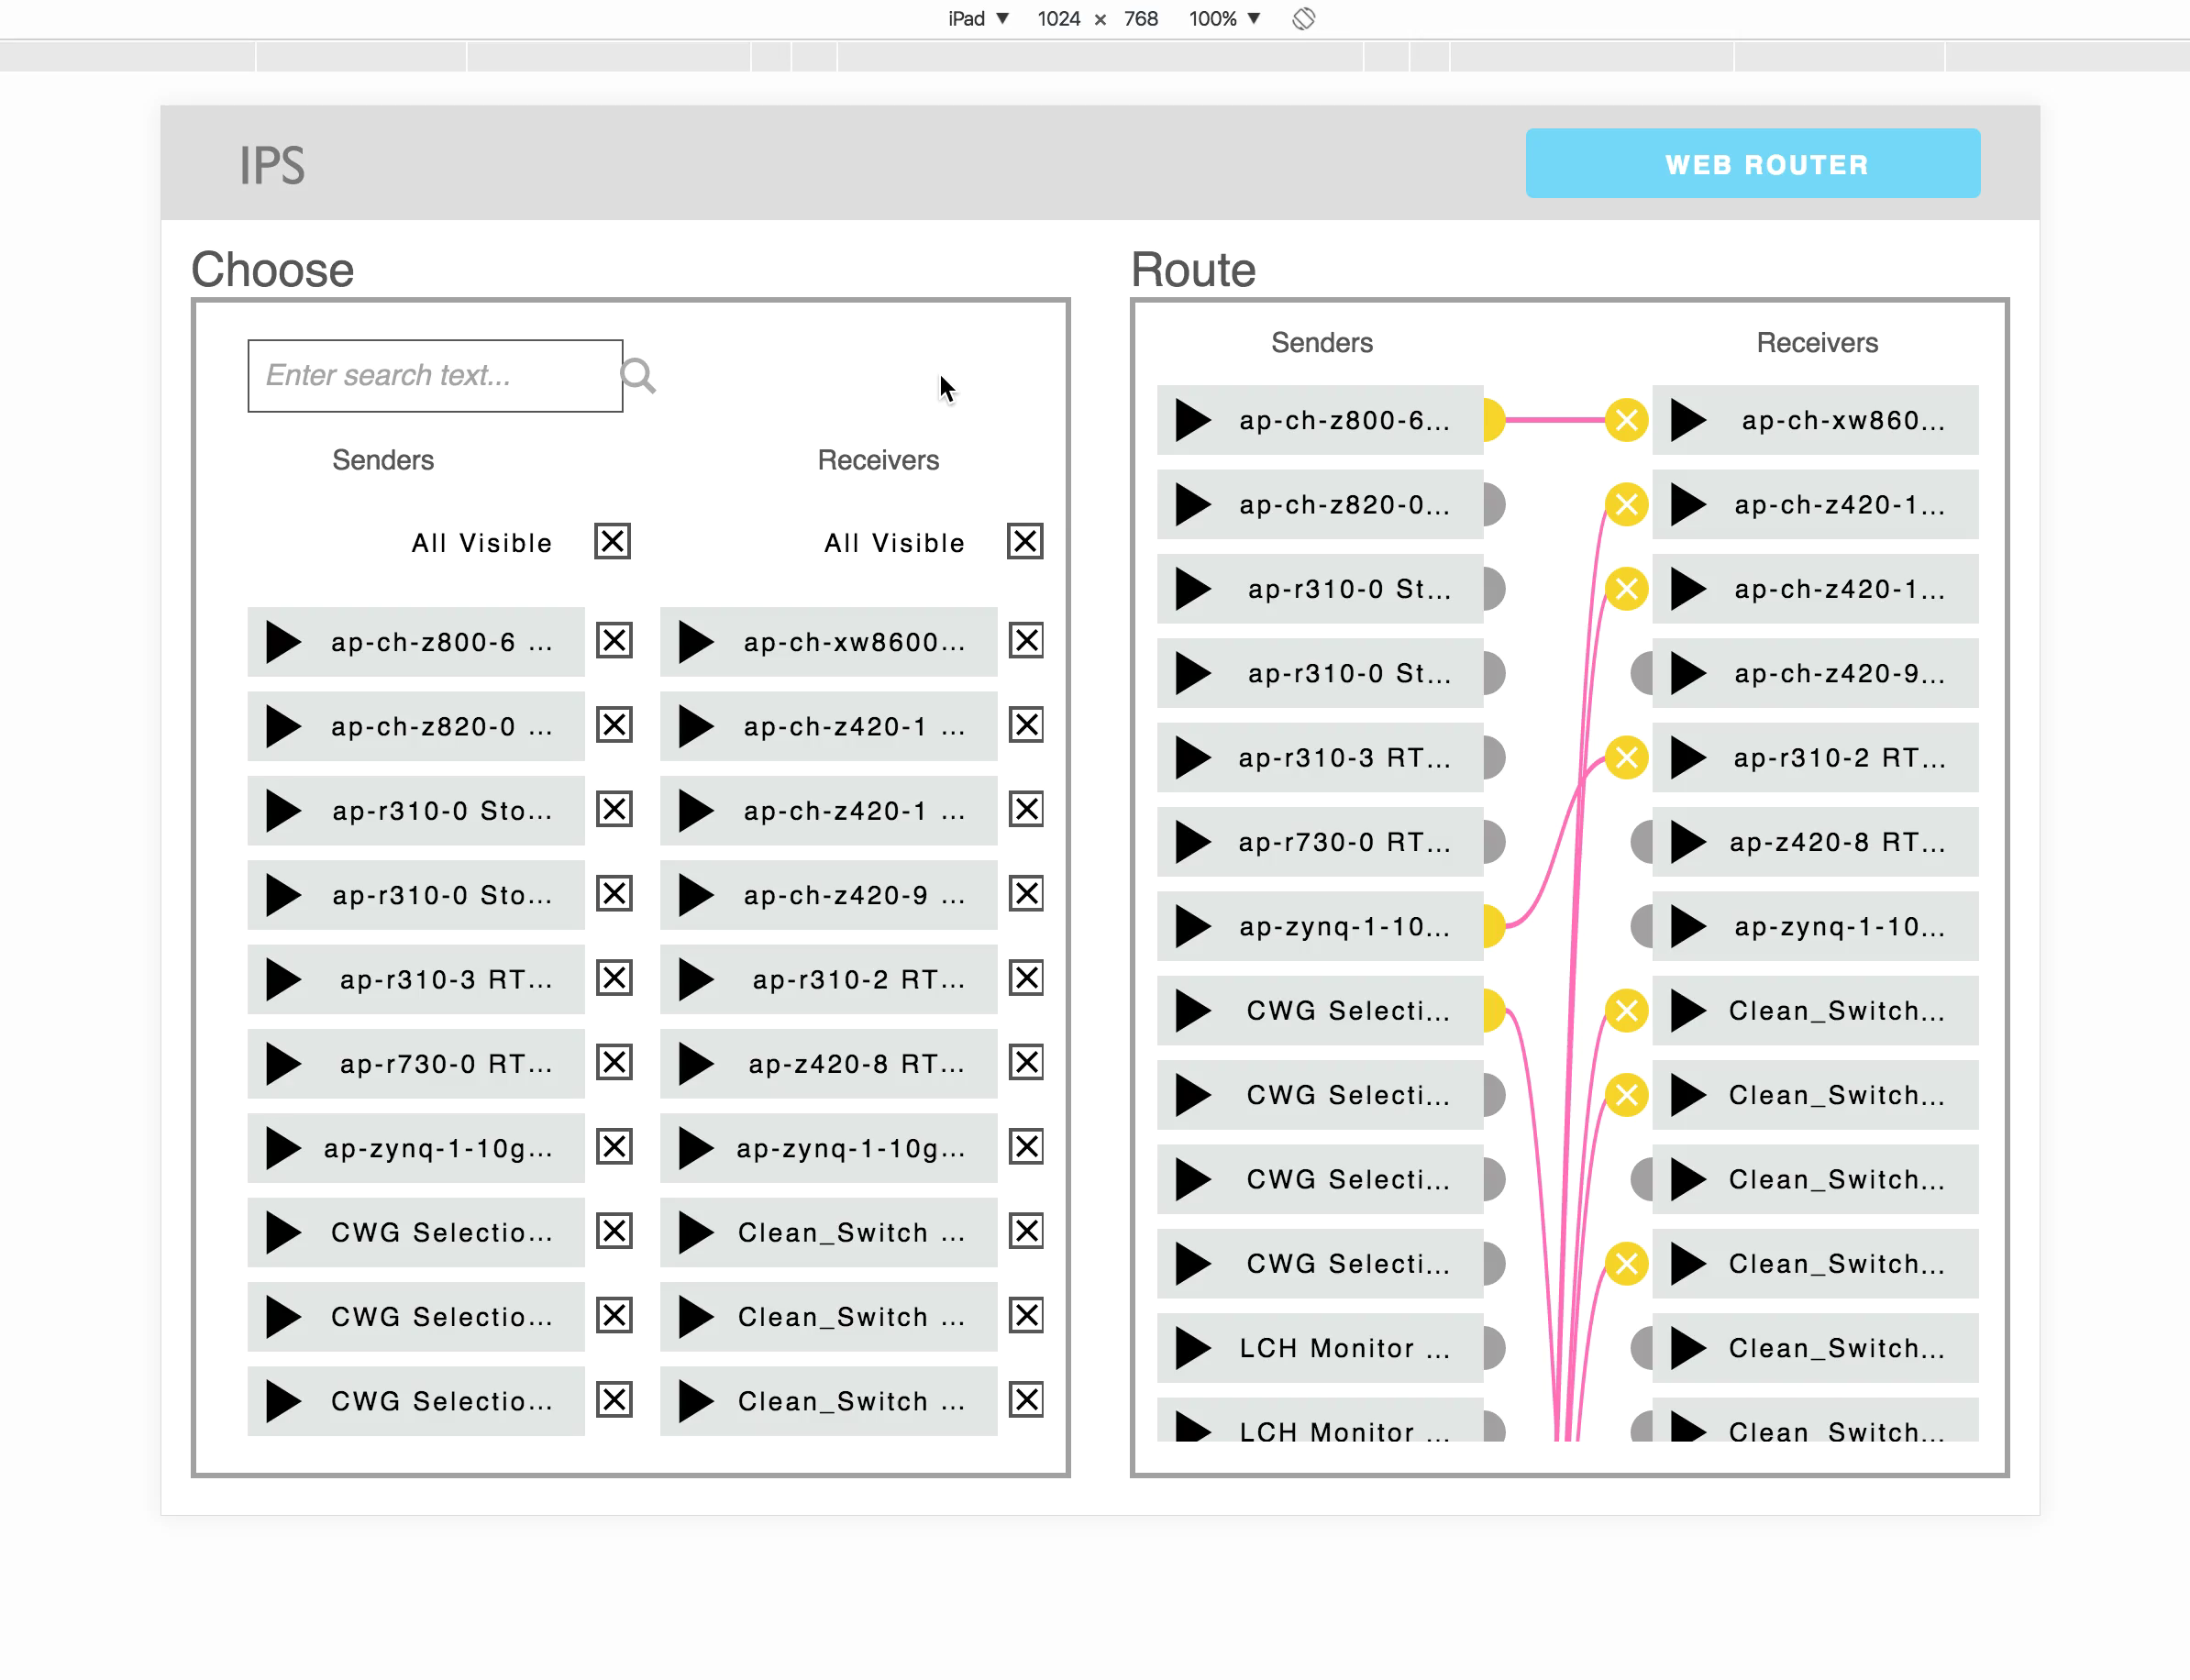 iPad ▼ 1024 × 768 100% ▼
IPS
WEB ROUTER
Choose
Enter search text...
Senders Receivers
All Visible All Visible
ap-ch-z800-6 ... ap-ch-xw8600...
ap-ch-z820-0 ... ap-ch-z420-1 ...
ap-r310-0 Sto... ap-ch-z420-1 ...
ap-r310-0 Sto... ap-ch-z420-9 ...
ap-r310-3 RT... ap-r310-2 RT...
ap-r730-0 RT... ap-z420-8 RT...
ap-zynq-1-10g... ap-zynq-1-10g...
CWG Selectio... Clean_Switch ...
CWG Selectio... Clean_Switch ...
CWG Selectio... Clean_Switch ...
Route
Senders Receivers
ap-ch-z800-6... ap-ch-xw860...
ap-ch-z820-0... ap-ch-z420-1...
ap-r310-0 St... ap-ch-z420-1...
ap-r310-0 St... ap-ch-z420-9...
ap-r310-3 RT... ap-r310-2 RT...
ap-r730-0 RT... ap-z420-8 RT...
ap-zynq-1-10... ap-zynq-1-10...
CWG Selecti... Clean_Switch...
CWG Selecti... Clean_Switch...
CWG Selecti... Clean_Switch...
CWG Selecti... Clean_Switch...
LCH Monitor ... Clean_Switch...
LCH Monitor ... Clean_Switch...